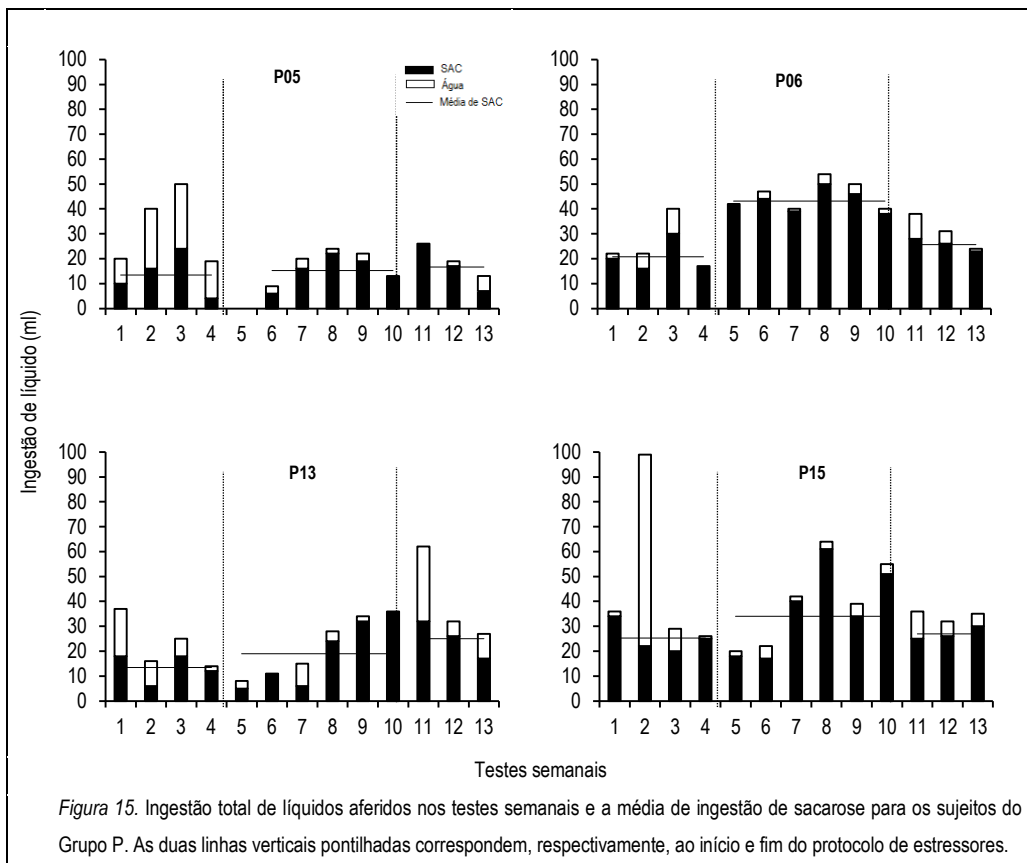 P05
SAC
Água
Média de SAC
100
90
80
70
60
50
40
30
20
10
0
1 2 3 4 5 6 7 8 9 10 11 12 13
P06
100
90
80
70
60
50
40
30
20
10
0
1 2 3 4 5 6 7 8 9 10 11 12 13
Ingestão de líquido (ml)
P13
100
90
80
70
60
50
40
30
20
10
0
1 2 3 4 5 6 7 8 9 10 11 12 13
P15
100
90
80
70
60
50
40
30
20
10
0
1 2 3 4 5 6 7 8 9 10 11 12 13
Testes semanais
Figura 15. Ingestão total de líquidos aferidos nos testes semanais e a média de ingestão de sacarose para os sujeitos do
Grupo P. As duas linhas verticais pontilhadas correspondem, respectivamente, ao início e fim do protocolo de estressores.